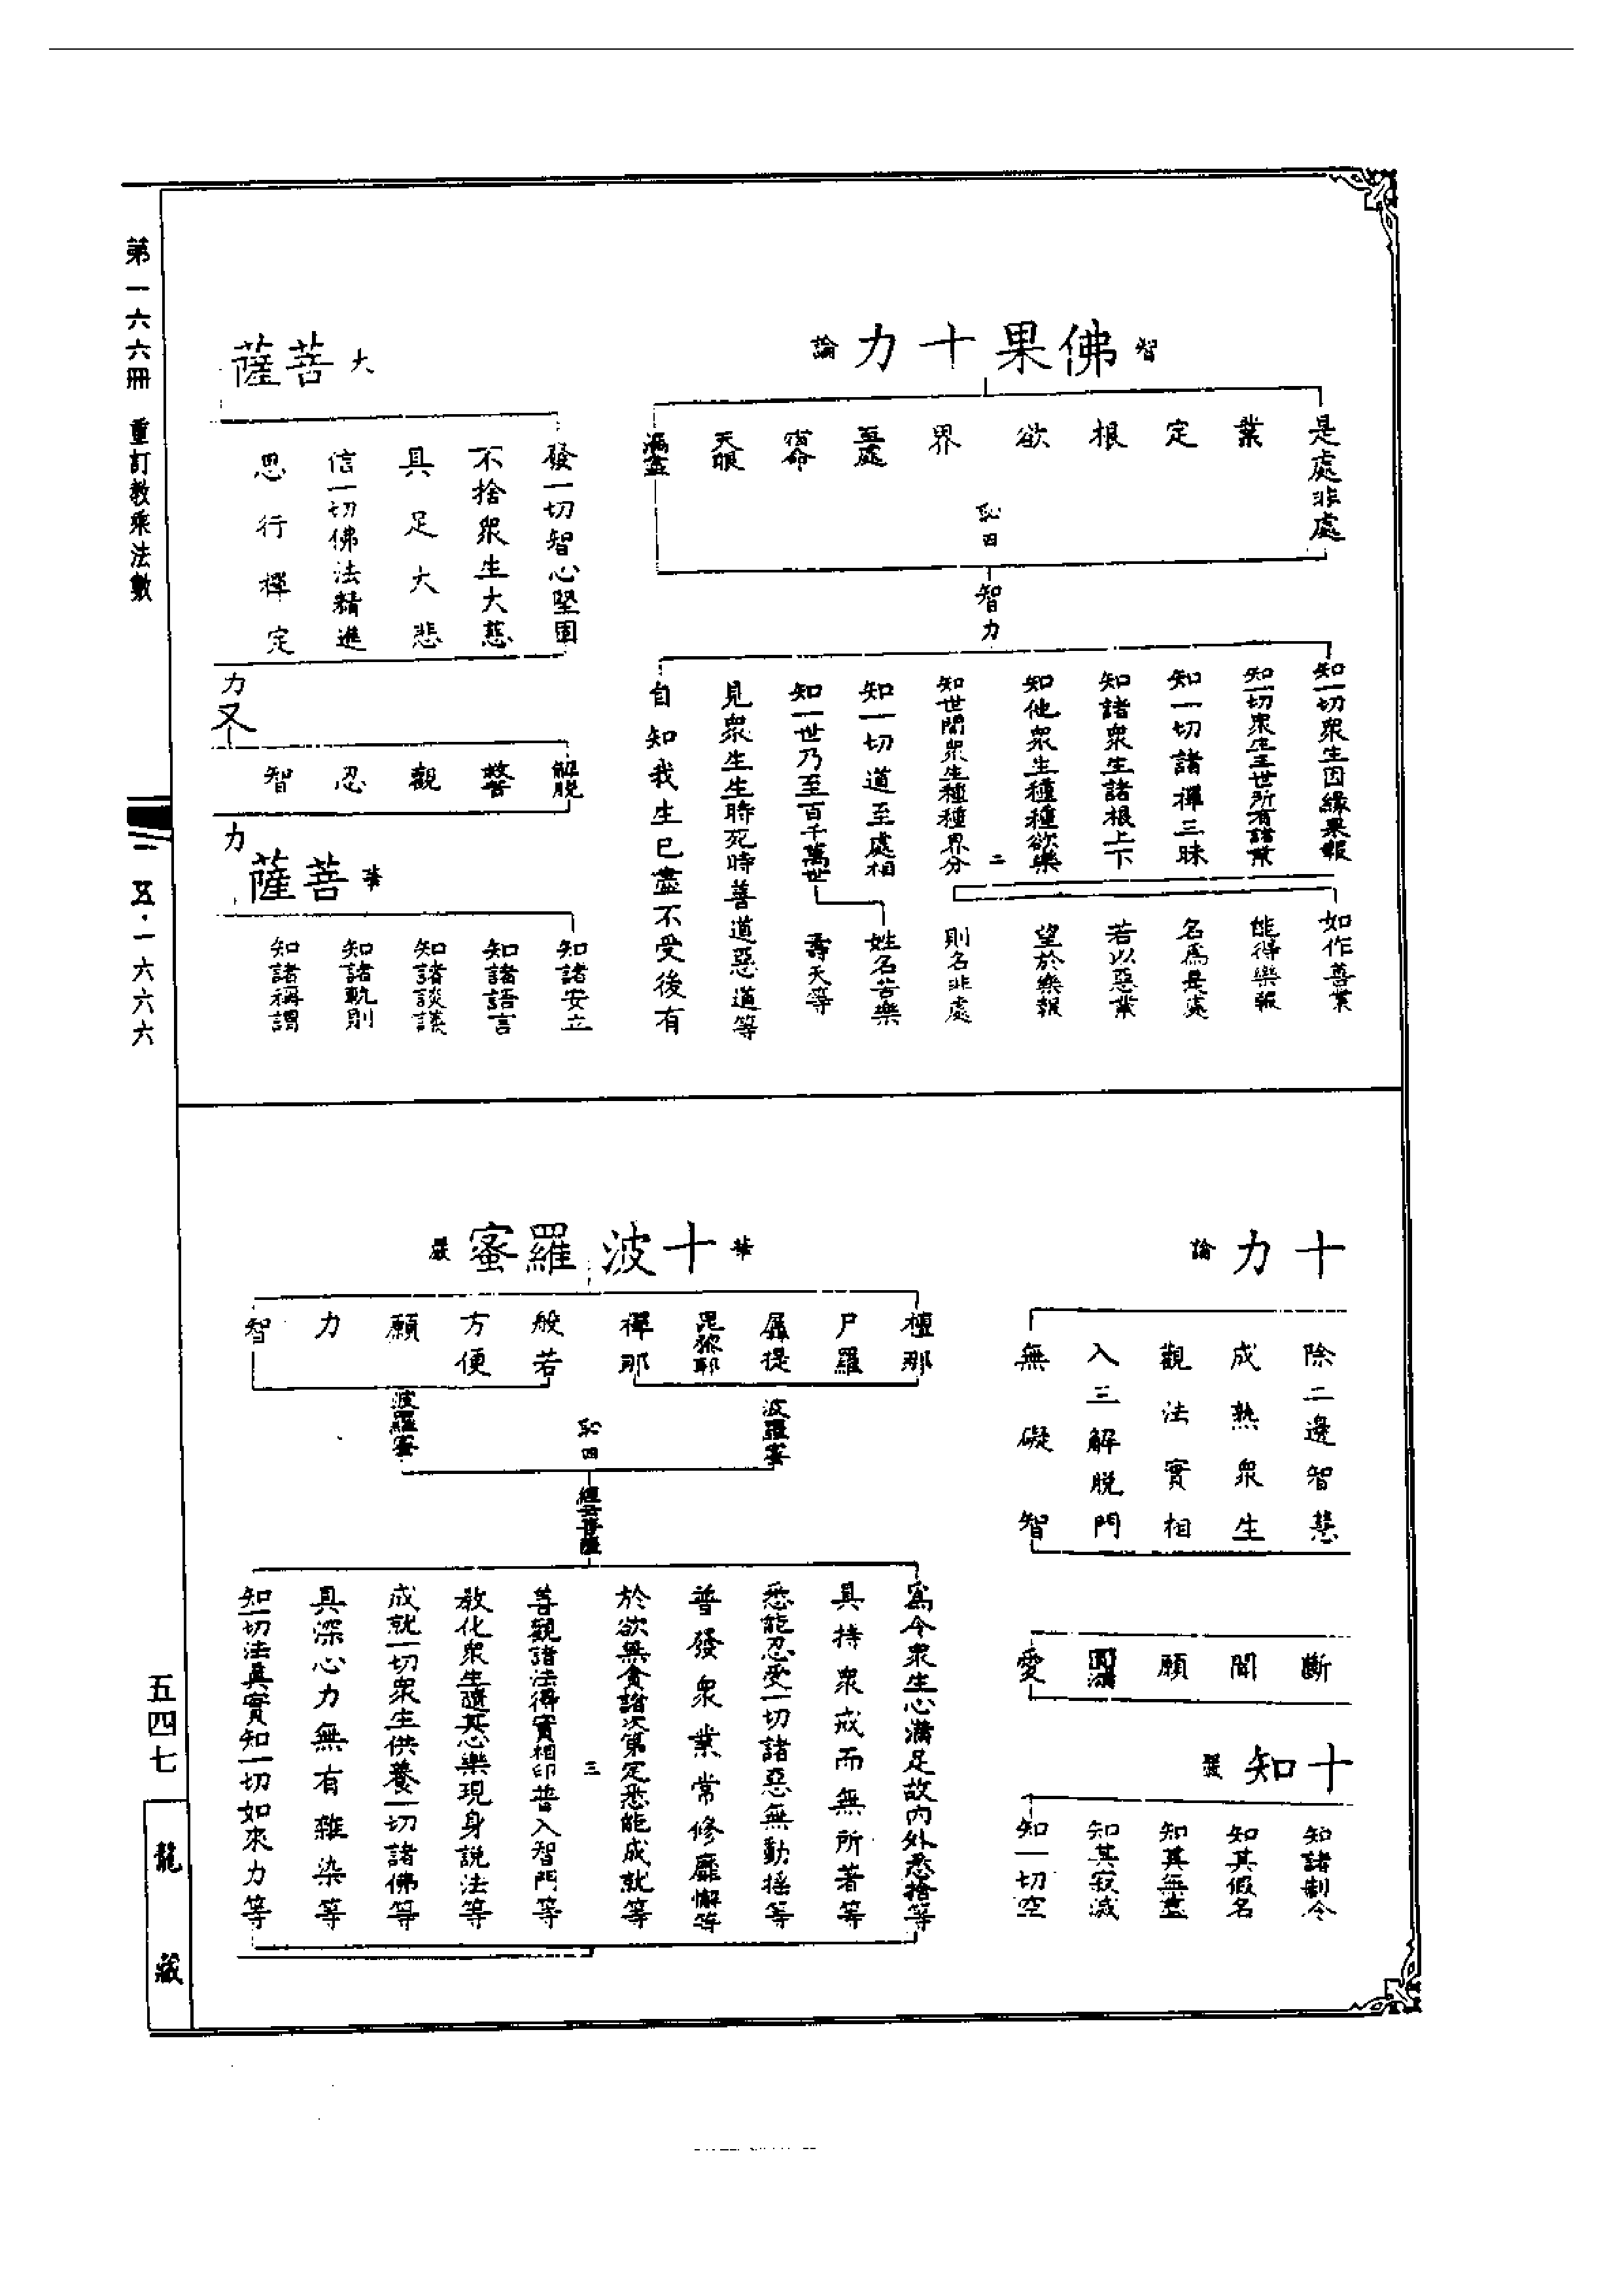 智 佛果十力 論
是處非處
業
定
根
欲
界
至處
宿命
天眼
漏盡
智力
知一切衆生因緣果報
知一切衆生三世所有諸業
知一切諸禪三昧
知諸衆生諸根上下
知他衆生種種欲樂
知世間衆生種種界分
知一切道至處相
知一世乃至百千萬世
見衆生生時死時善道惡道等
自知我生已盡不受後有
二
如作善業
能得樂報
名爲是處
若以惡業
望於樂報
則名非處
姓名苦樂
壽夭等
大 菩薩
發一切智心堅固
不捨衆生大慈
具足大悲
信一切佛法精進
思行禪定
力又
解脫
觀
忍
智
力
華 菩薩
知諸安立
知諸語言
知諸談議
知諸軌則
知諸稱謂
十力 論
除二邊智慧
成熟衆生
觀法實相
入三解脫門
無礙智
斷
聞
願
圓滿
愛
十知 嚴
知諸制令
知其假名
知其無盡
知其寂滅
知一切空
華 十波羅蜜 嚴
檀那
尸羅
羼提
毘黎耶
禪那
般若
方便
願
力
智
波羅蜜
波羅蜜
經云菩薩
爲令衆生心滿足故內外悉捨等
具持衆戒而無所著等
悉能忍受一切諸惡無動搖等
普發衆業常修靡懈等
於欲無貪諸次第定悉能成就等
善觀諸法得實相印普入智門等
教化衆生隨其心樂現身說法等
成就一切衆生供養一切諸佛等
具深心力無有雜染等
知一切法真實知一切如來力等
三
第一六六冊 重訂教乘法數
一五·一六六六
五四七
龍藏